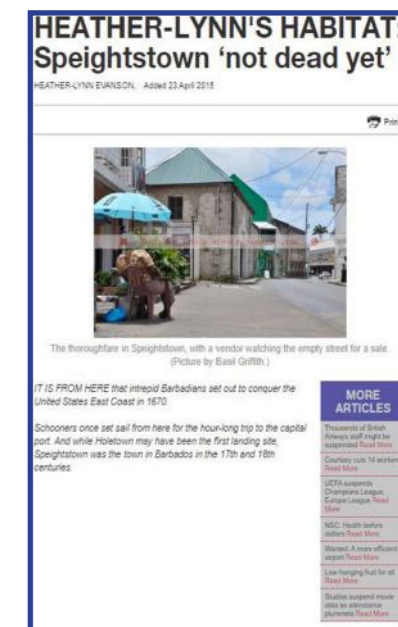 HEATHER-LYNN'S HABITAT:
Speightstown ‘not dead yet’
HEATHER-LYNN EVANSON, Added 23 April 2015
Print
The thoroughfare in Speightstown, with a vendor watching the empty street for a sale.
(Picture by Basil Griffith.)
IT IS FROM HERE that intrepid Barbadians set out to conquer the
United States East Coast in 1670.
Schooners once set sail from here for the hour-long trip to the capital
port. And while Holetown may have been the first landing site,
Speightstown was the town in Barbados in the 17th and 18th
centuries.
MORE
ARTICLES
Thousands of British
Airways staff might be
suspended Read More
Courtesy cuts 14 workers
Read More
UEFA suspends
Champions League,
Europa League Read
More
NSC: Health before
dollars Read More
Wanted: A more efficient
airport Read More
Low hanging fruit for all
Read More
Studios suspend movie
data as attendance
plummets Read More